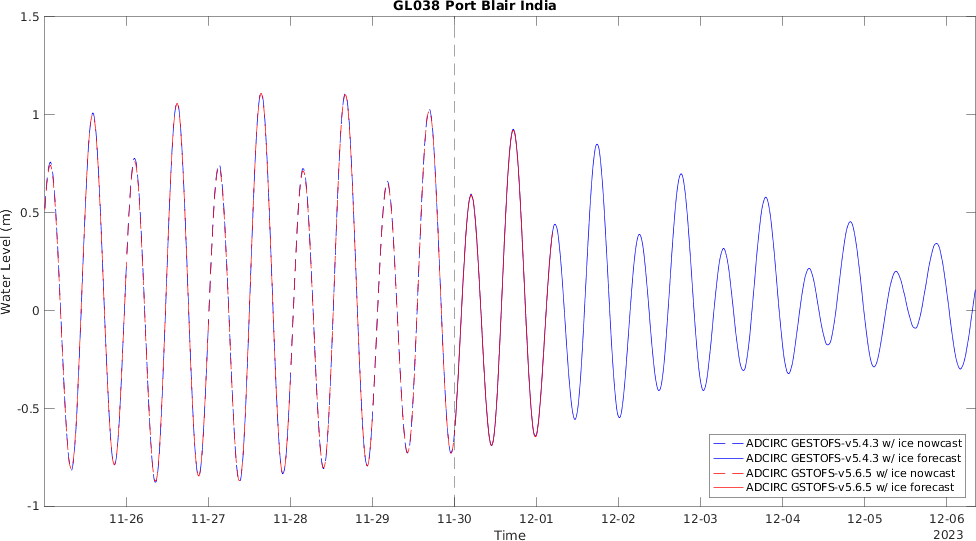 GL038 Port Blair India
1.5
1
0.5
0
-0.5
-1
Water Level (m)
ADCIRC GESTOFS-v5.4.3 w/ ice nowcast
ADCIRC GESTOFS-v5.4.3 w/ ice forecast
ADCIRC GSTOFS-v5.6.5 w/ ice nowcast
ADCIRC GSTOFS-v5.6.5 w/ ice forecast
11-26 11-27 11-28 11-29 11-30 12-01 12-02 12-03 12-04 12-05 12-06
Time
2023